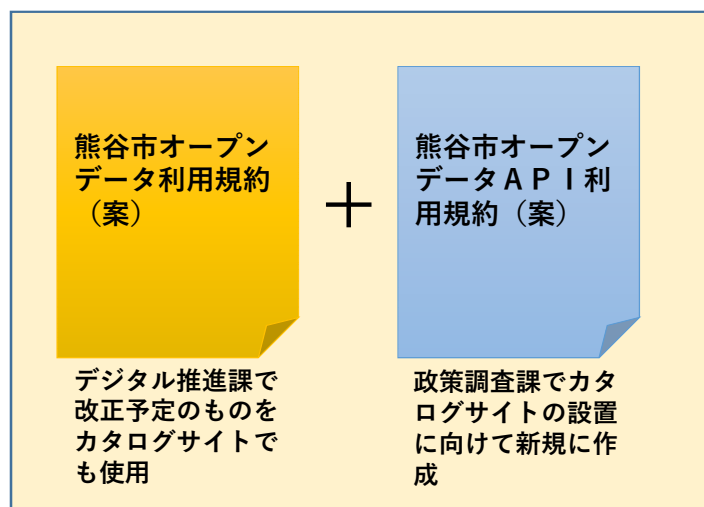 熊谷市オープン
データ利用規約
（案）
＋
熊谷市オープン
データＡＰＩ利
用規約（案）
デジタル推進課で
改正予定のものを
カタログサイトで
も使用
政策調査課でカタ
ログサイトの設置
に向けて新規に作
成